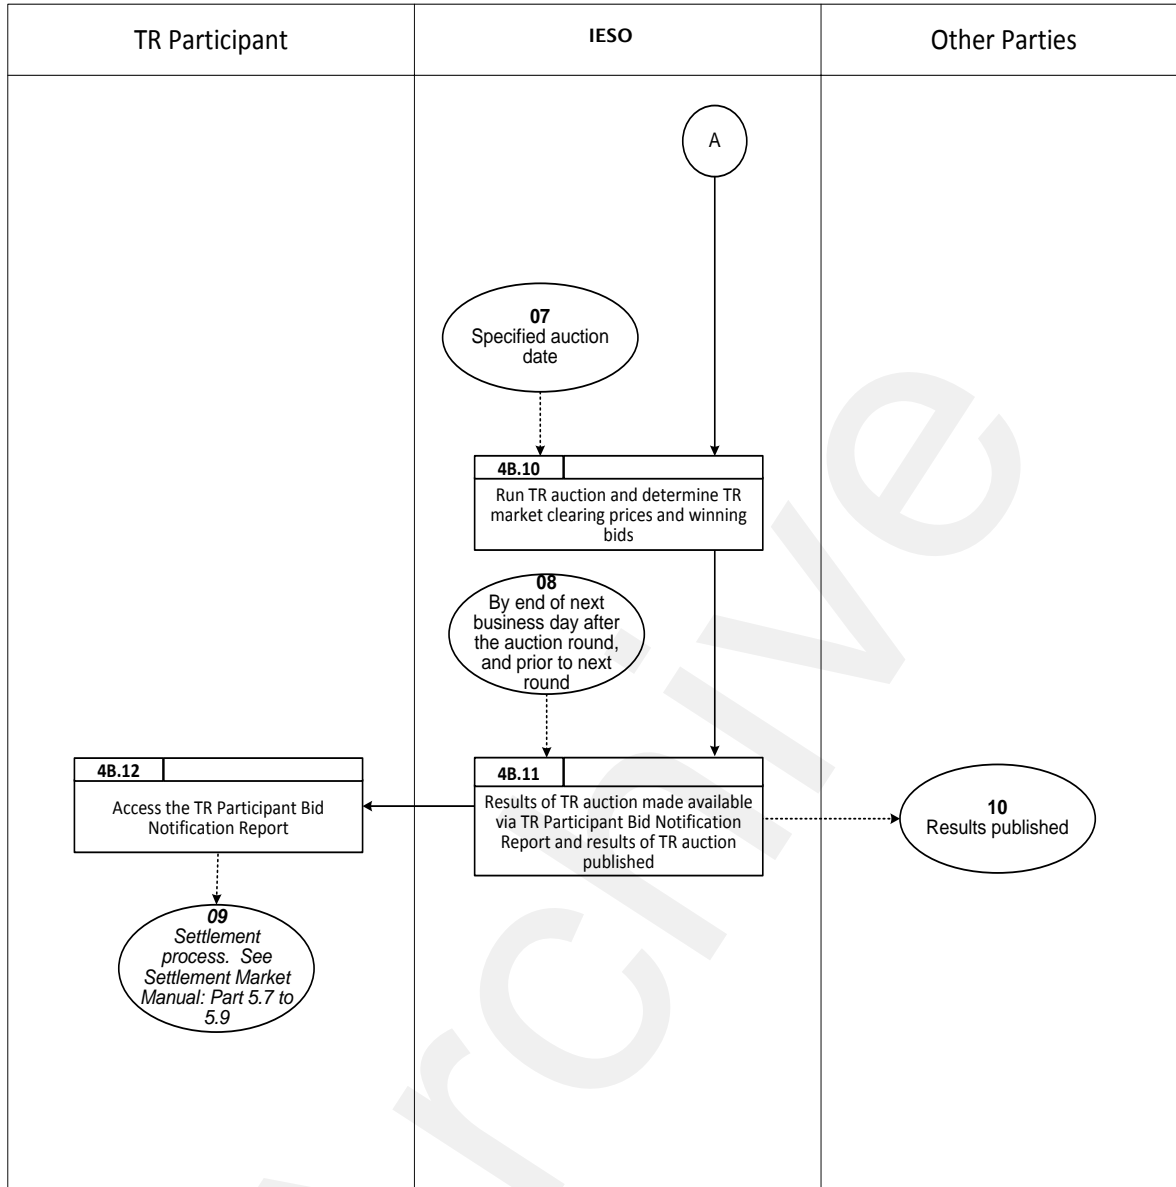 TR Participant
IESO
Other Parties
A
07
Specified auction
date
4B.10
Run TR auction and determine TR
market clearing prices and winning
bids
08
By end of next
business day after
the auction round,
and prior to next
round
4B.12
Access the TR Participant Bid
Notification Report
4B.11
Results of TR auction made available
via TR Participant Bid Notification
Report and results of TR auction
published
10
Results published
09
Settlement
process.  See
Settlement Market
Manual: Part 5.7 to
5.9
rchive